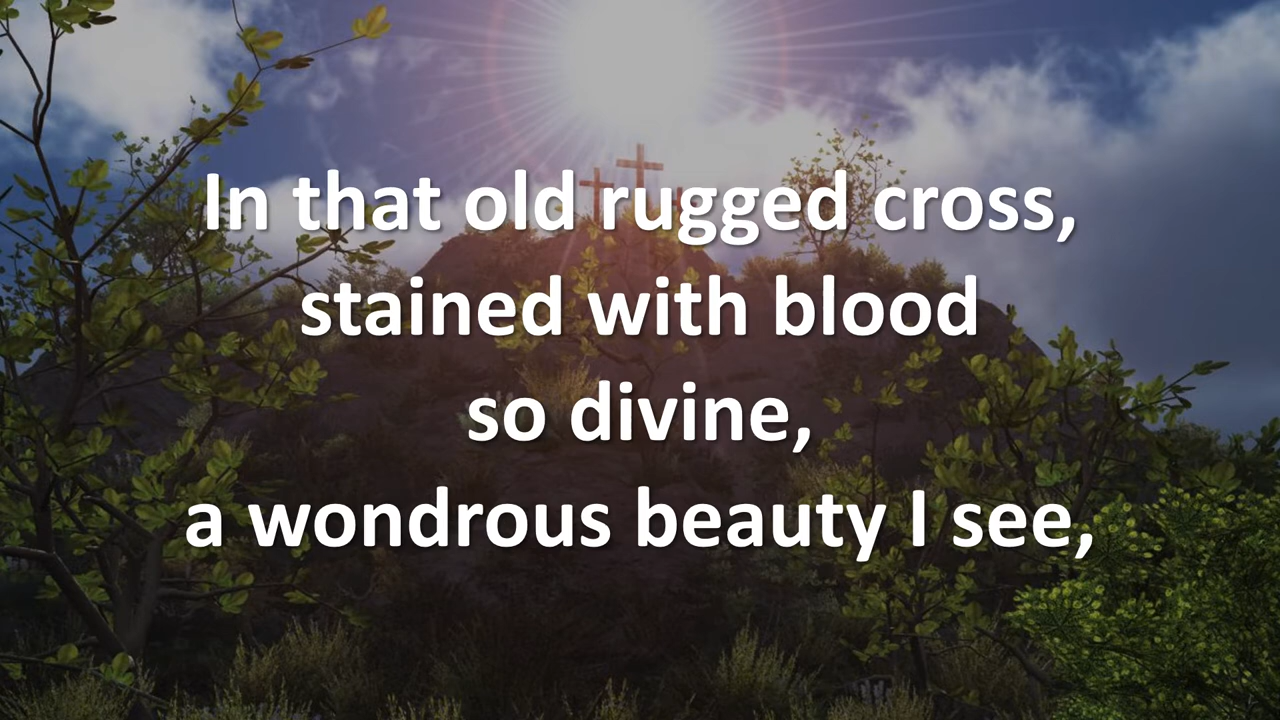 In that old rugged cross,
stained with blood
so divine,
a wondrous beauty I see,